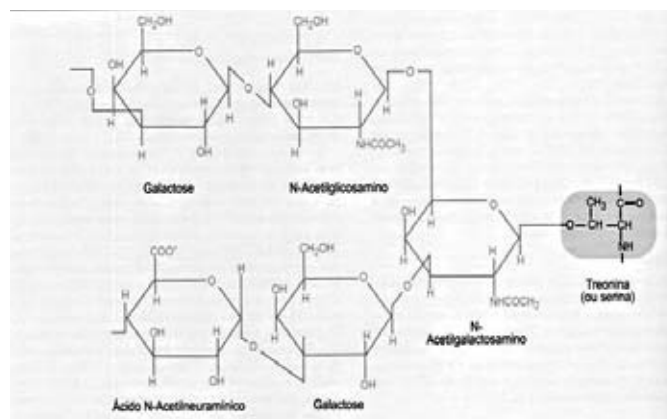 CH₂OH
CH₂OH
O
O
H
OH
H
H
O
H
H
O
H
H
O
H
OH
H
H
OH
H
NHCOCH₃
Galactose
N-Acetilglicosamino
CH₃
C
O
O
CH
CH
NH
Treonina
(ou serina)
COO⁻
CH₂OH
OH
H
O
H
NHCOCH₃
N-
Acetilgalactosamino
H
OH
H
OH
O
OH
H
H
OH
Ácido N-Acetilneuramínico
Galactose